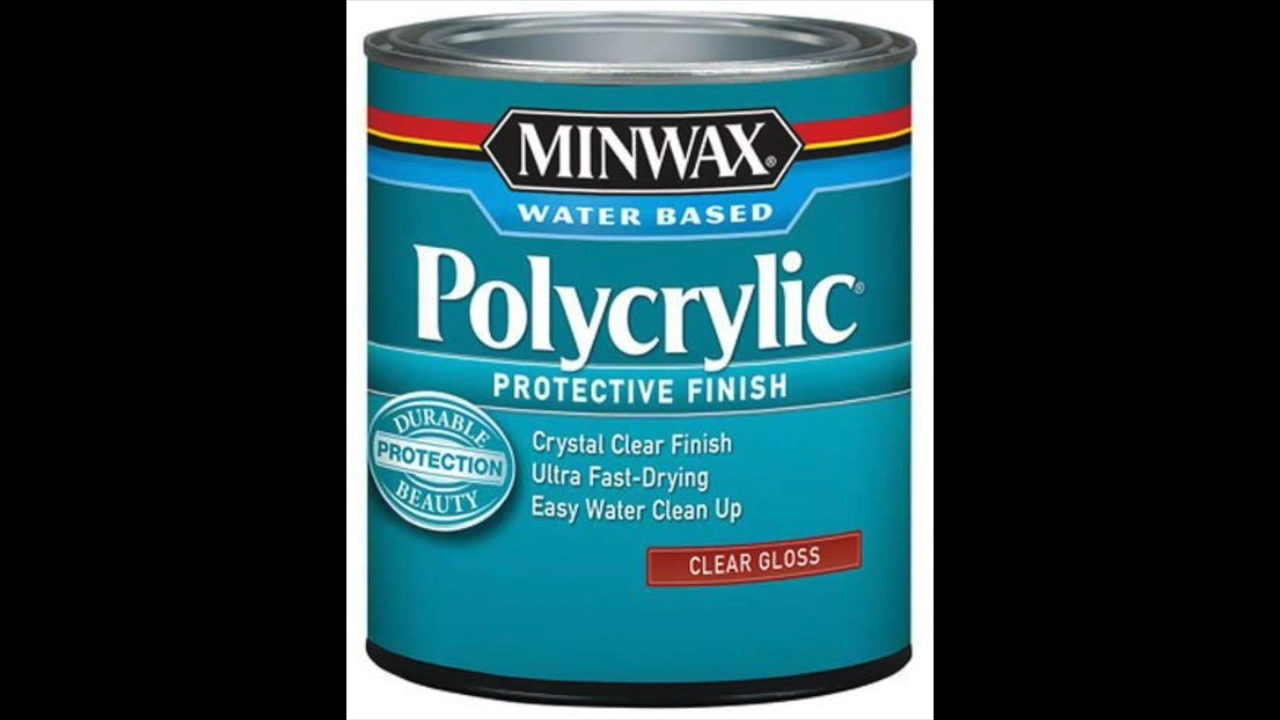 MINWAX®
WATER BASED
Polycrylic®
PROTECTIVE FINISH
DURABLE
PROTECTION
BEAUTY
Crystal Clear Finish
Ultra Fast-Drying
Easy Water Clean Up
CLEAR GLOSS